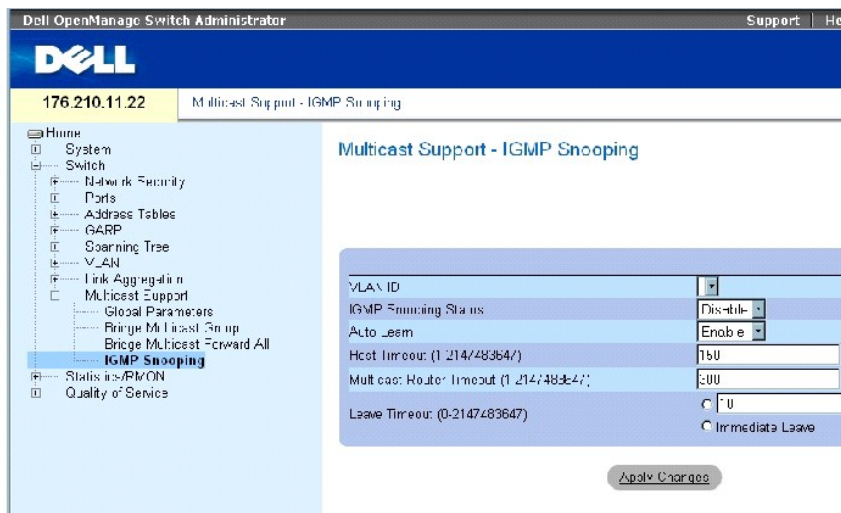 Dell OpenManage Switch Administrator
Support | He
DELL
176.210.11.22
Multicast Support - IGMP Snooping
Home
System
Switch
Network Security
Ports
Address Tables
GARP
Spanning Tree
VLAN
Link Aggregation
Multicast Support
Global Parameters
Bridge Multicast Group
Bridge Multicast Forward All
IGMP Snooping
Statistics/RMON
Quality of Service
Multicast Support - IGMP Snooping
VLAN ID
IGMP Snooping Status Disable
Auto Learn Enable
Host Timeout (1-2147483647) 150
Multicast Router Timeout (1-2147483647) 300
Leave Timeout (0-2147483647) 10
Immediate Leave
Apply Changes